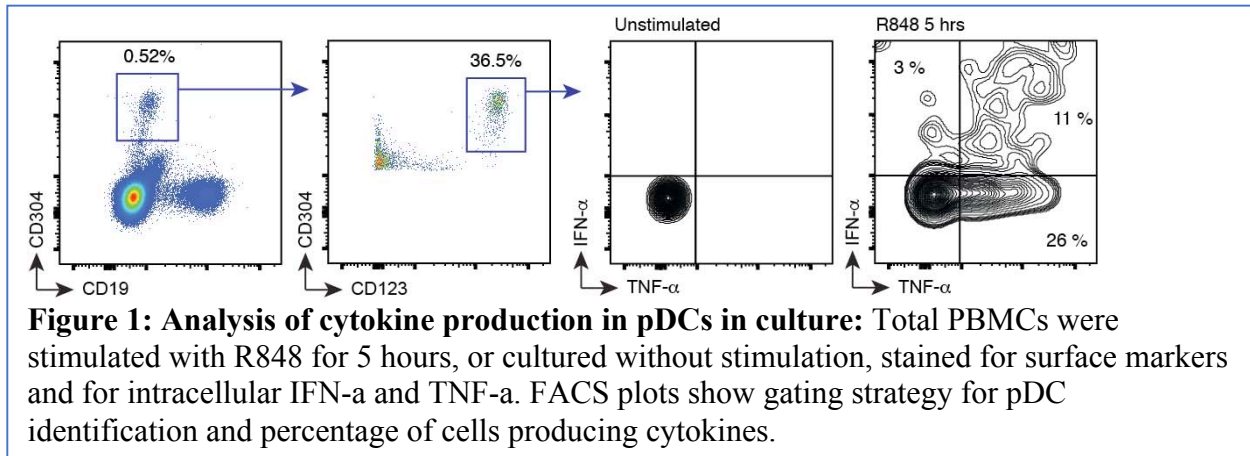 0.52%
36.5%
Unstimulated
R848 5 hrs
3 %
11 %
26 %
CD304
CD19
CD304
CD123
IFN-α
TNF-α
IFN-α
TNF-α
Figure 1: Analysis of cytokine production in pDCs in culture: Total PBMCs were
stimulated with R848 for 5 hours, or cultured without stimulation, stained for surface markers
and for intracellular IFN-a and TNF-a. FACS plots show gating strategy for pDC
identification and percentage of cells producing cytokines.